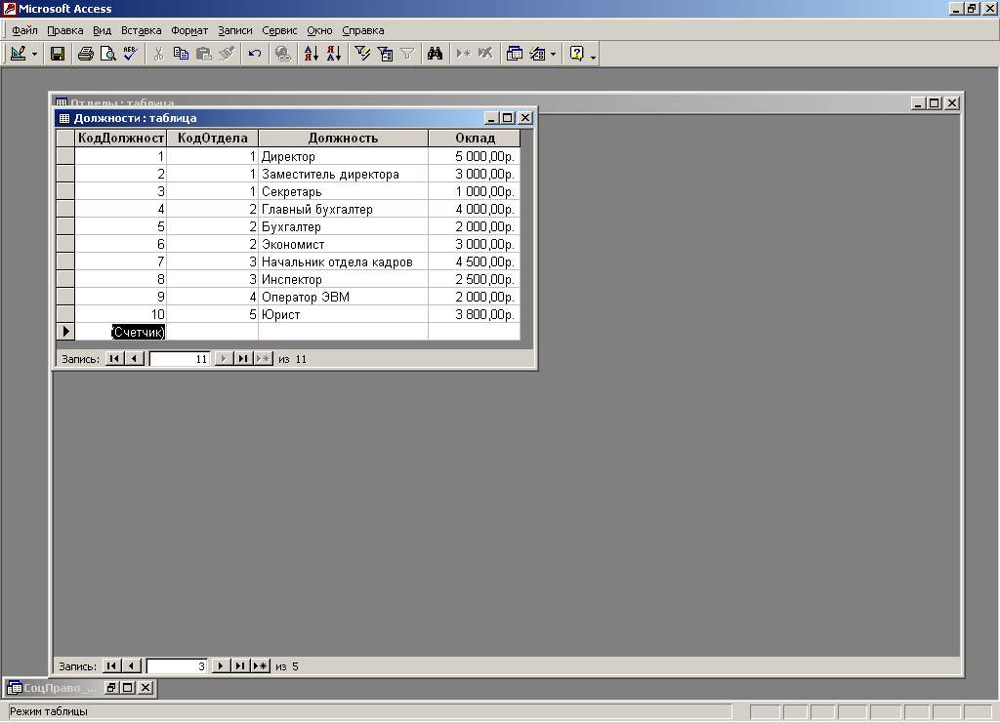 Microsoft Access
Файл Правка Вид Вставка Формат Записи Сервис Окно Справка
Отделы : таблица
Должности : таблица
КодДолжност КодОтдела Должность Оклад
1 1 Директор 5 000,00р.
2 1 Заместитель директора 3 000,00р.
3 1 Секретарь 1 000,00р.
4 2 Главный бухгалтер 4 000,00р.
5 2 Бухгалтер 2 000,00р.
6 2 Экономист 3 000,00р.
7 3 Начальник отдела кадров 4 500,00р.
8 3 Инспектор 2 500,00р.
9 4 Оператор ЭВМ 2 000,00р.
10 5 Юрист 3 800,00р.
(Счетчик)
Запись: 11 из 11
Запись: 3 из 5
СоцПраво_...
Режим таблицы